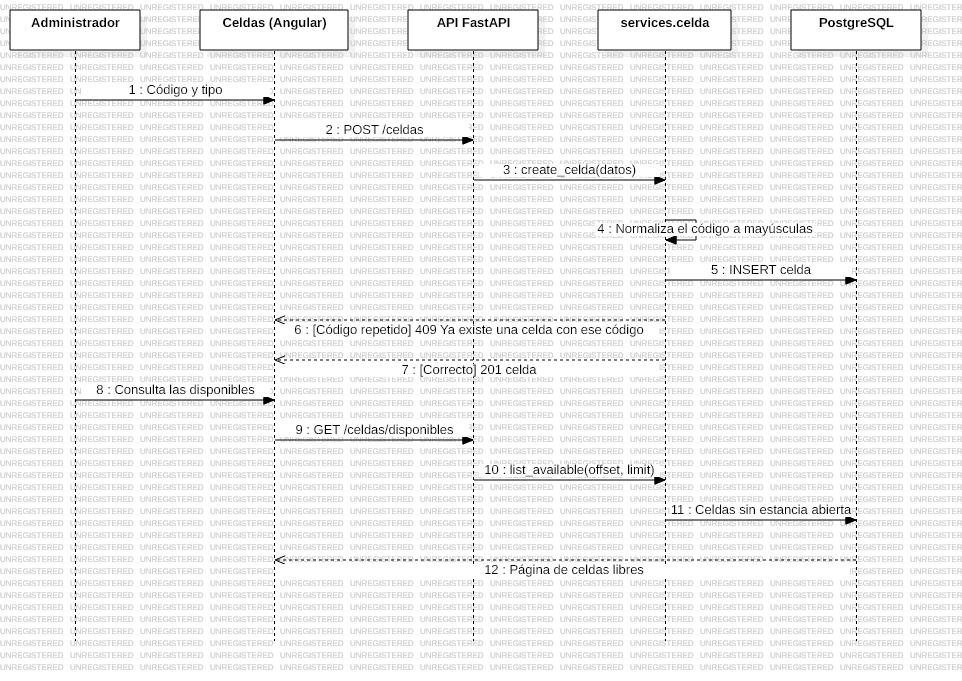 Administrador
Celdas (Angular)
API FastAPI
services.celda
PostgreSQL
1 : Código y tipo
2 : POST /celdas
3 : create_celda(datos)
4 : Normaliza el código a mayúsculas
5 : INSERT celda
6 : [Código repetido] 409 Ya existe una celda con ese código
7 : [Correcto] 201 celda
8 : Consulta las disponibles
9 : GET /celdas/disponibles
10 : list_available(offset, limit)
11 : Celdas sin estancia abierta
12 : Página de celdas libres
UNREGISTERED